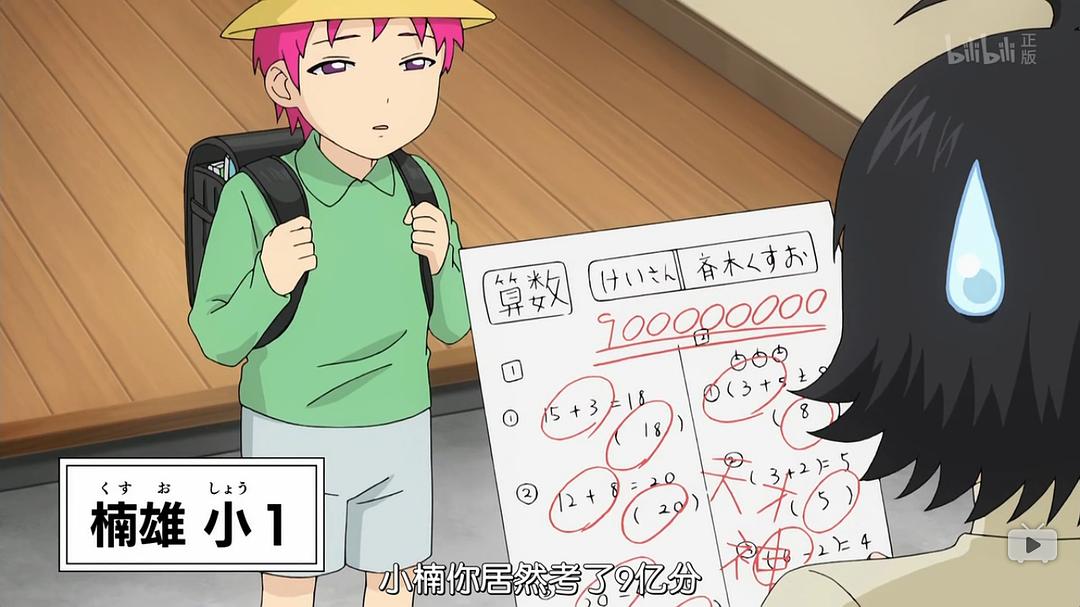 bilibili 正版
算数 けいさん 斉木くすお
900000000
1
① 15+3=18
(18)
② 12+8=20
(20)
2
① (3+5
(8
② (3+2)=5
(5)
③
2)=4
天才
神
くすお しょう
楠雄 小1
小楠你居然考了9亿分